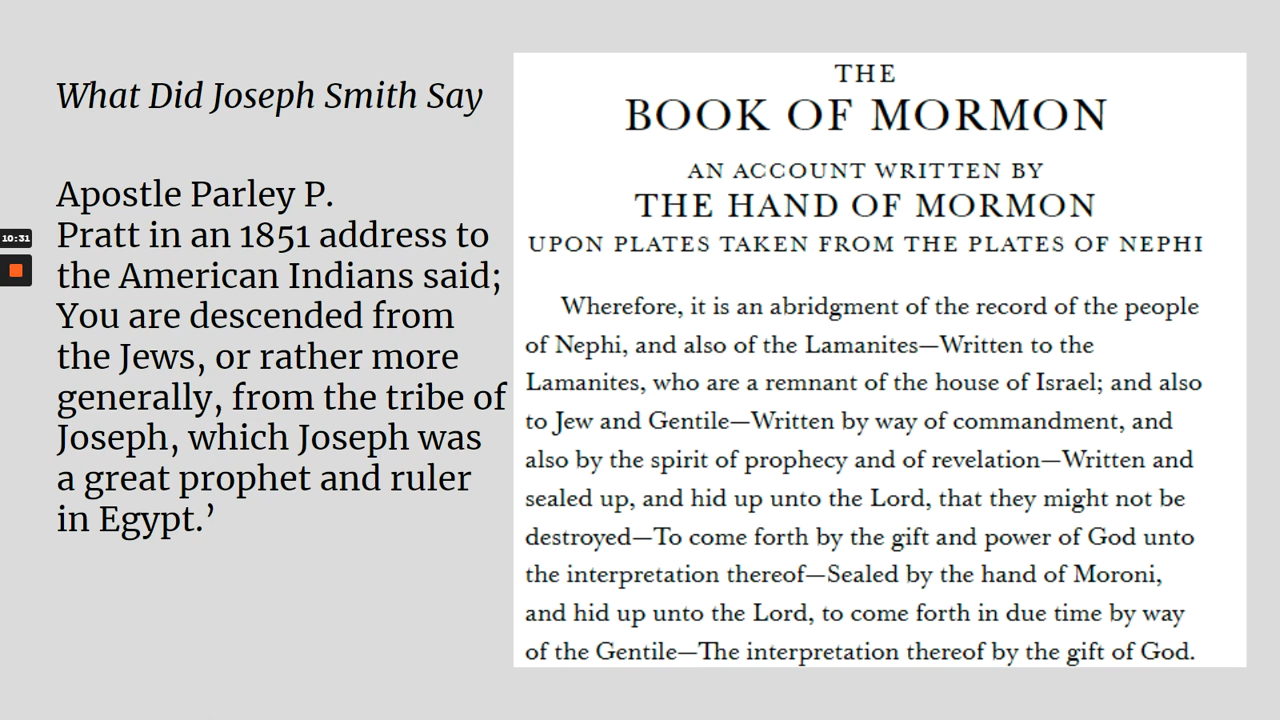 What Did Joseph Smith Say
Apostle Parley P.
Pratt in an 1851 address to
the American Indians said;
You are descended from
the Jews, or rather more
generally, from the tribe of
Joseph, which Joseph was
a great prophet and ruler
in Egypt.’
10:31
THE
BOOK OF MORMON
AN ACCOUNT WRITTEN BY
THE HAND OF MORMON
UPON PLATES TAKEN FROM THE PLATES OF NEPHI
Wherefore, it is an abridgment of the record of the people
of Nephi, and also of the Lamanites—Written to the
Lamanites, who are a remnant of the house of Israel; and also
to Jew and Gentile—Written by way of commandment, and
also by the spirit of prophecy and of revelation—Written and
sealed up, and hid up unto the Lord, that they might not be
destroyed—To come forth by the gift and power of God unto
the interpretation thereof—Sealed by the hand of Moroni,
and hid up unto the Lord, to come forth in due time by way
of the Gentile—The interpretation thereof by the gift of God.